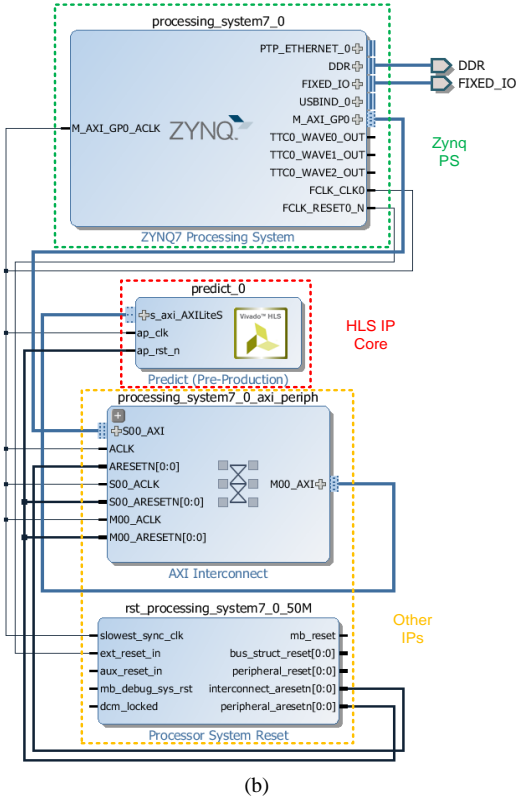 processing_system7_0
PTP_ETHERNET_0
DDR
FIXED_IO
USBIND_0
M_AXI_GP0
TTC0_WAVE0_OUT
TTC0_WAVE1_OUT
TTC0_WAVE2_OUT
FCLK_CLK0
FCLK_RESET0_N
M_AXI_GP0_ACLK
ZYNQ
ZYNQ7 Processing System
DDR
FIXED_IO
Zynq
PS
predict_0
s_axi_AXILiteS
ap_clk
ap_rst_n
Vivado™ HLS
Predict (Pre-Production)
HLS IP
Core
processing_system7_0_axi_periph
S00_AXI
ACLK
ARESETN[0:0]
S00_ACLK
S00_ARESETN[0:0]
M00_ACLK
M00_ARESETN[0:0]
M00_AXI
AXI Interconnect
rst_processing_system7_0_50M
slowest_sync_clk
ext_reset_in
aux_reset_in
mb_debug_sys_rst
dcm_locked
mb_reset
bus_struct_reset[0:0]
peripheral_reset[0:0]
interconnect_aresetn[0:0]
peripheral_aresetn[0:0]
Processor System Reset
Other
IPs
(b)